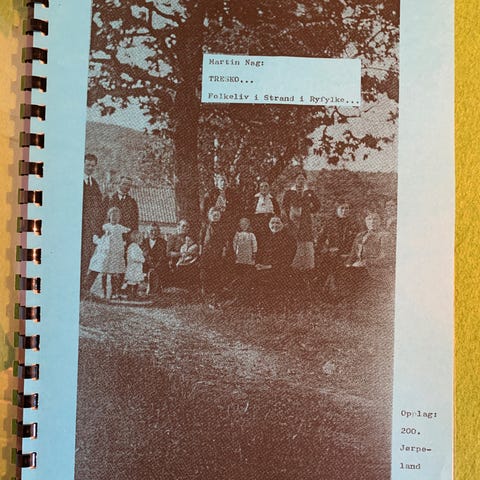 Martin Nag:
TRESKO...
Folkeliv i Strand i Ryfylke...
Opplag:
200.
Jørpe-
land